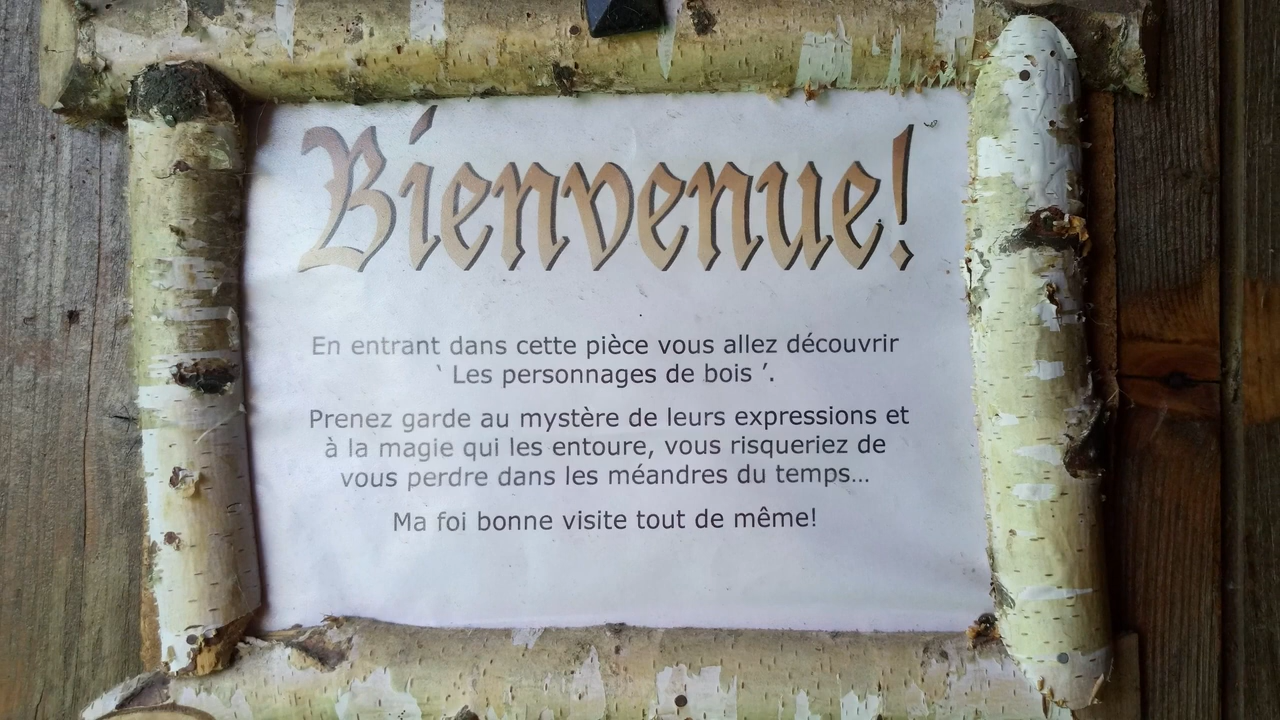 Bienvenue!
En entrant dans cette pièce vous allez découvrir
‘ Les personnages de bois ’.
Prenez garde au mystère de leurs expressions et
à la magie qui les entoure, vous risqueriez de
vous perdre dans les méandres du temps...
Ma foi bonne visite tout de même!